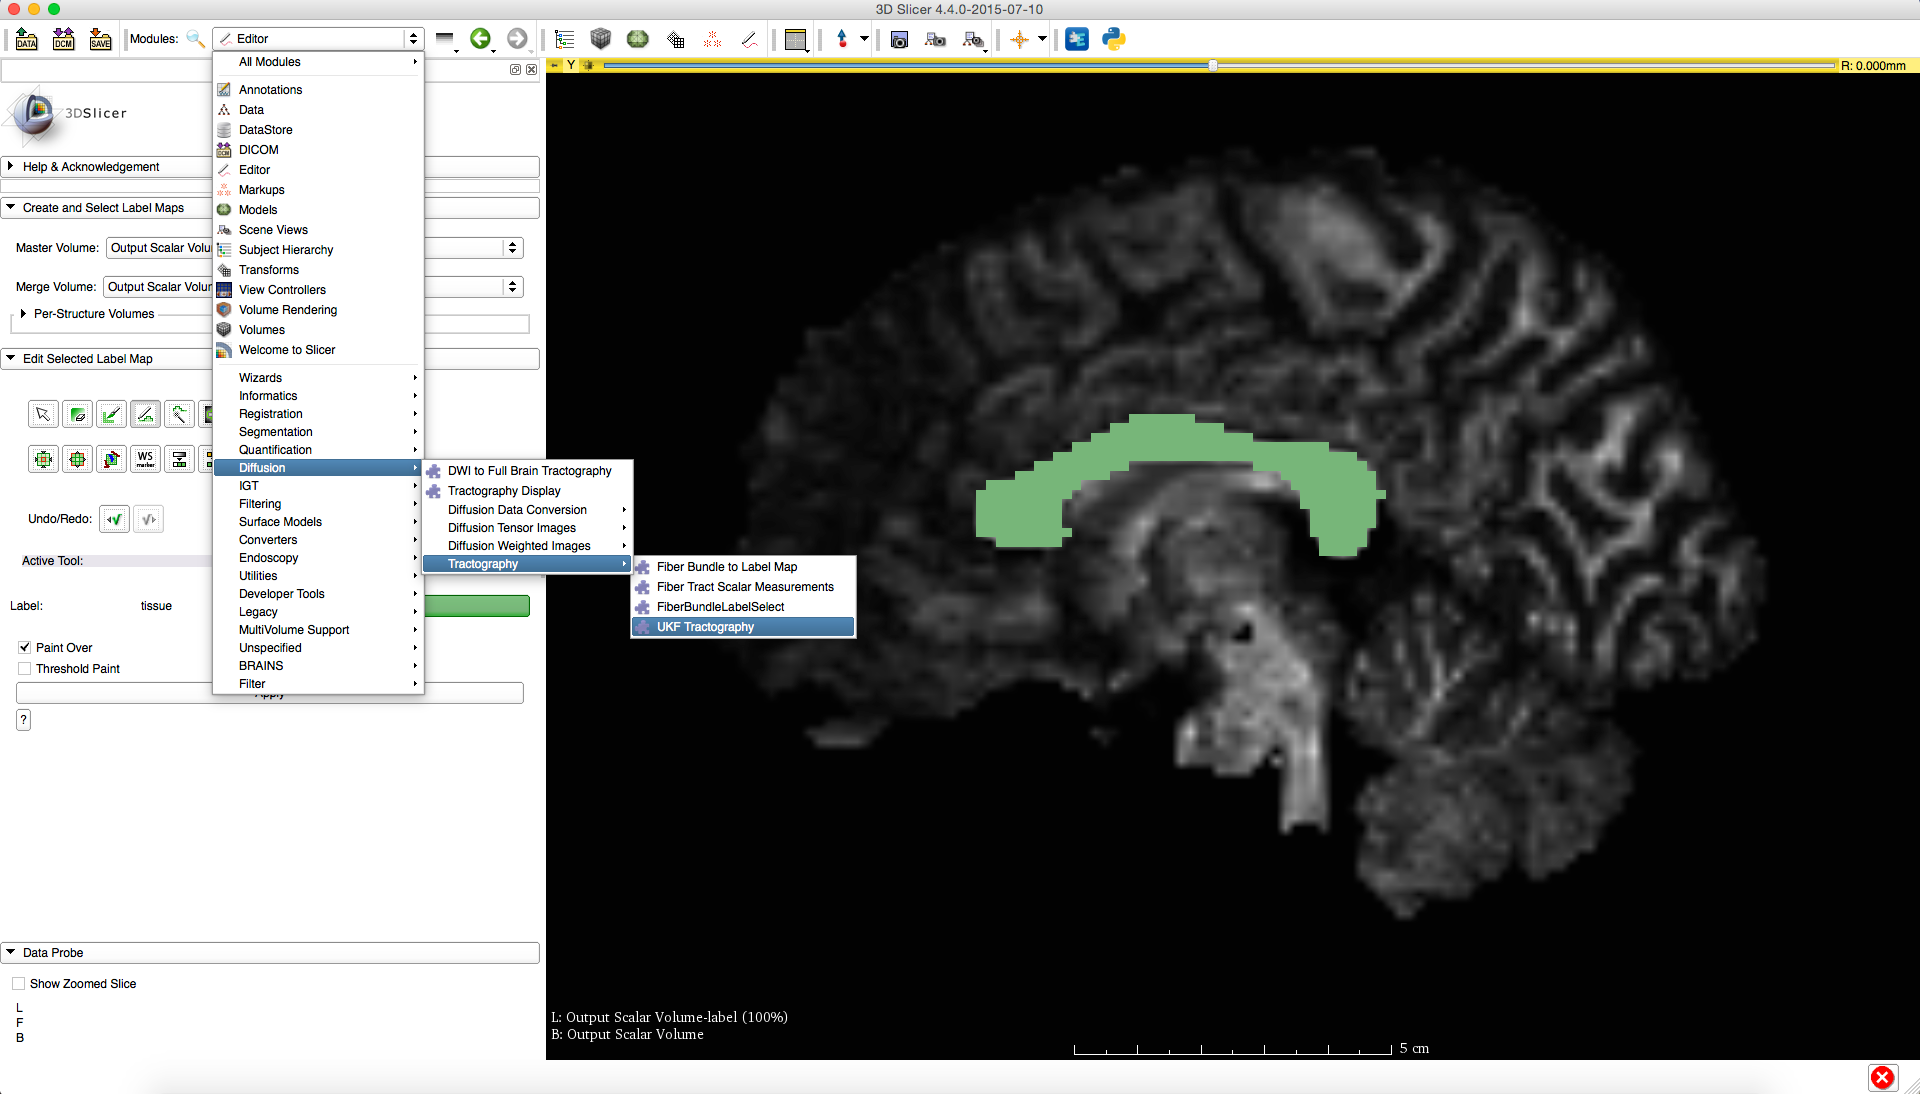 3D Slicer 4.4.0-2015-07-10
DATA
DCM
SAVE
Modules:
Editor
All Modules
Y
R: 0.000mm
3DSlicer
Annotations
Data
DataStore
DICOM
Editor
Markups
Models
Scene Views
Subject Hierarchy
Transforms
View Controllers
Volume Rendering
Volumes
Welcome to Slicer
Wizards
Informatics
Registration
Segmentation
Quantification
Diffusion
IGT
Filtering
Surface Models
Converters
Endoscopy
Utilities
Developer Tools
Legacy
MultiVolume Support
Unspecified
BRAINS
Filter
DWI to Full Brain Tractography
Tractography Display
Diffusion Data Conversion
Diffusion Tensor Images
Diffusion Weighted Images
Tractography
Fiber Bundle to Label Map
Fiber Tract Scalar Measurements
FiberBundleLabelSelect
UKF Tractography
Help & Acknowledgement
Create and Select Label Maps
Master Volume: Output Scalar Volu
Merge Volume: Output Scalar Volu
Per-Structure Volumes
Edit Selected Label Map
WS
marker
Undo/Redo:
Active Tool:
Label: tissue
Paint Over
Threshold Paint
Apply
?
Data Probe
Show Zoomed Slice
L
F
B
L: Output Scalar Volume-label (100%)
B: Output Scalar Volume
5 cm